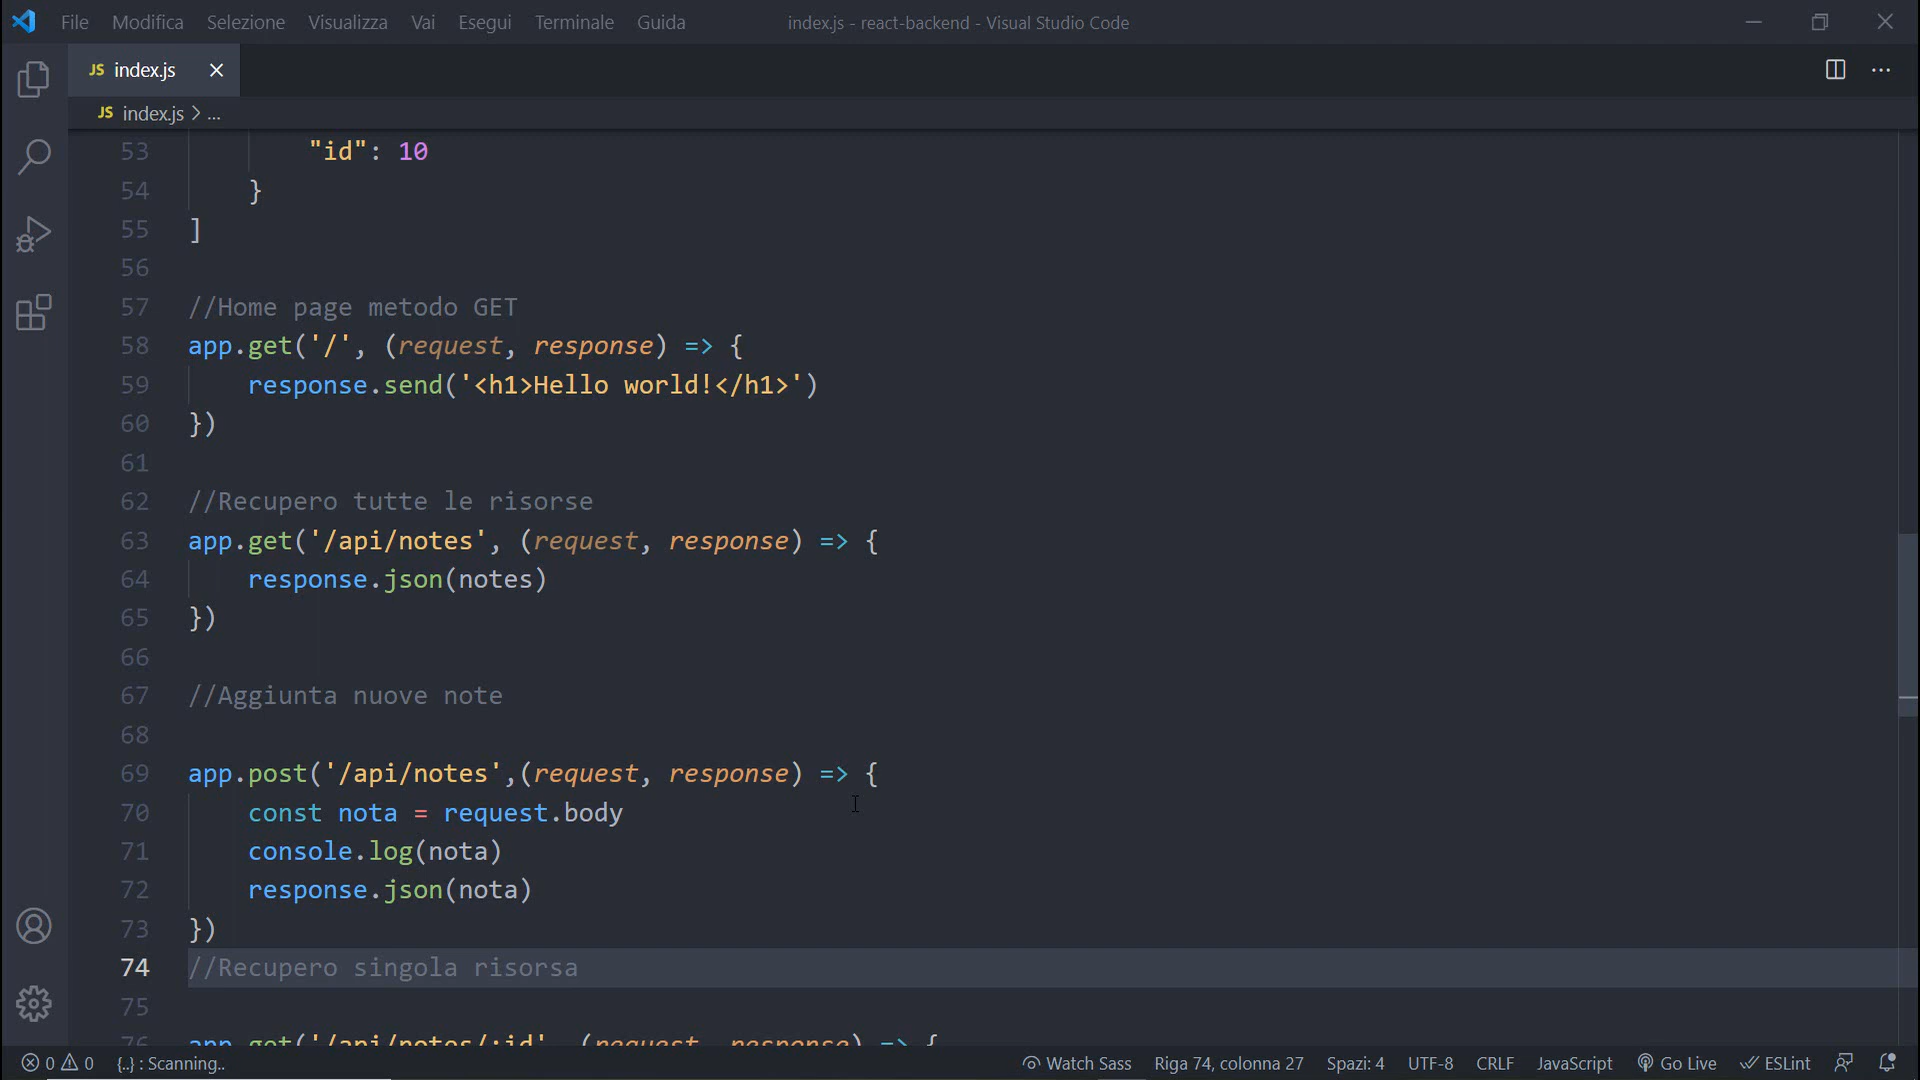 File Modifica Selezione Visualizza Vai Esegui Terminale Guida index.js - react-backend - Visual Studio Code
JS index.js
JS index.js > ...
53 "id": 10
54 }
55 ]
56
57 //Home page metodo GET
58 app.get('/', (request, response) => {
59 response.send('<h1>Hello world!</h1>')
60 })
61
62 //Recupero tutte le risorse
63 app.get('/api/notes', (request, response) => {
64 response.json(notes)
65 })
66
67 //Aggiunta nuove note
68
69 app.post('/api/notes',(request, response) => {
70 const nota = request.body
71 console.log(nota)
72 response.json(nota)
73 })
74 //Recupero singola risorsa
75
76 app.get('/api/notes/:id', (request, response) => {
0 0 {..} : Scanning.. Watch Sass Riga 74, colonna 27 Spazi: 4 UTF-8 CRLF JavaScript Go Live ESLint